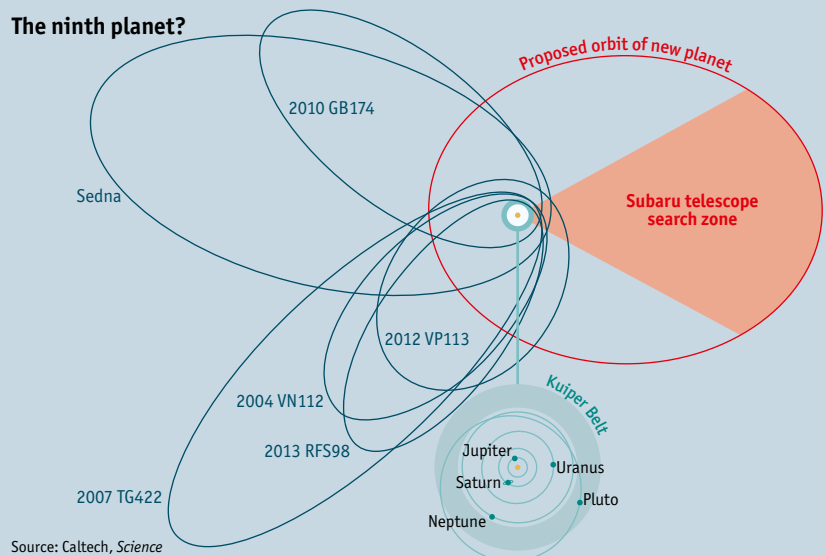 The ninth planet?
Proposed orbit of new planet
2010 GB174
Sedna
Subaru telescope
search zone
2012 VP113
2004 VN112
2013 RFS98
2007 TG422
Kuiper Belt
Jupiter
Uranus
Saturn
Pluto
Neptune
Source: Caltech, Science